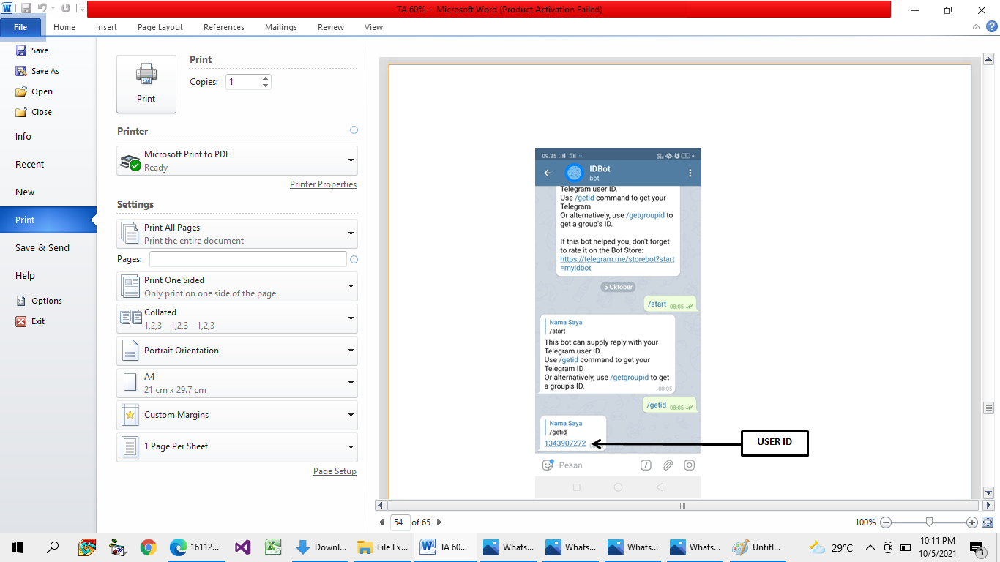 TA 60% - Microsoft Word (Product Activation Failed)
File Home Insert Page Layout References Mailings Review View
Save
Save As
Open
Close
Info
Recent
New
Print
Save & Send
Help
Options
Exit
Print
Print
Copies: 1
Printer
Microsoft Print to PDF
Ready
Printer Properties
Settings
Print All Pages
Print the entire document
Pages:
Print One Sided
Only print on one side of the page
Collated
1,2,3 1,2,3 1,2,3
Portrait Orientation
A4
21 cm x 29.7 cm
Custom Margins
1 Page Per Sheet
Page Setup
09.35
IDBot
bot
Telegram user ID.
Use /getid command to get your
Telegram
Or alternatively, use /getgroupid to
get a group's ID.
If this bot helped you, don't forget
to rate it on the Bot Store:
https://telegram.me/storebot?start
=myidbot
5 Oktober
/start 08:05
Nama Saya
/start
This bot can supply reply with your
Telegram user ID.
Use /getid command to get your
Telegram ID
Or alternatively, use /getgroupid to get
a group's ID.
08:05
/getid 08:05
Nama Saya
/getid
1343907272
USER ID
Pesan
54 of 65
100%
16112... Downl... File Ex... TA 60... Whats... Whats... Whats... Whats... Untitl...
29°C
10:11 PM
10/5/2021
3